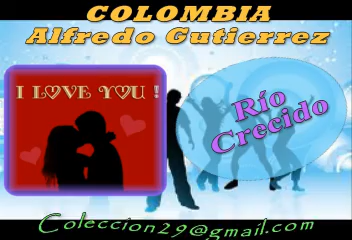 COLOMBIA
Alfredo Gutierrez
I LOVE YOU !
Río
Crecido
Coleccion29@gmail.com